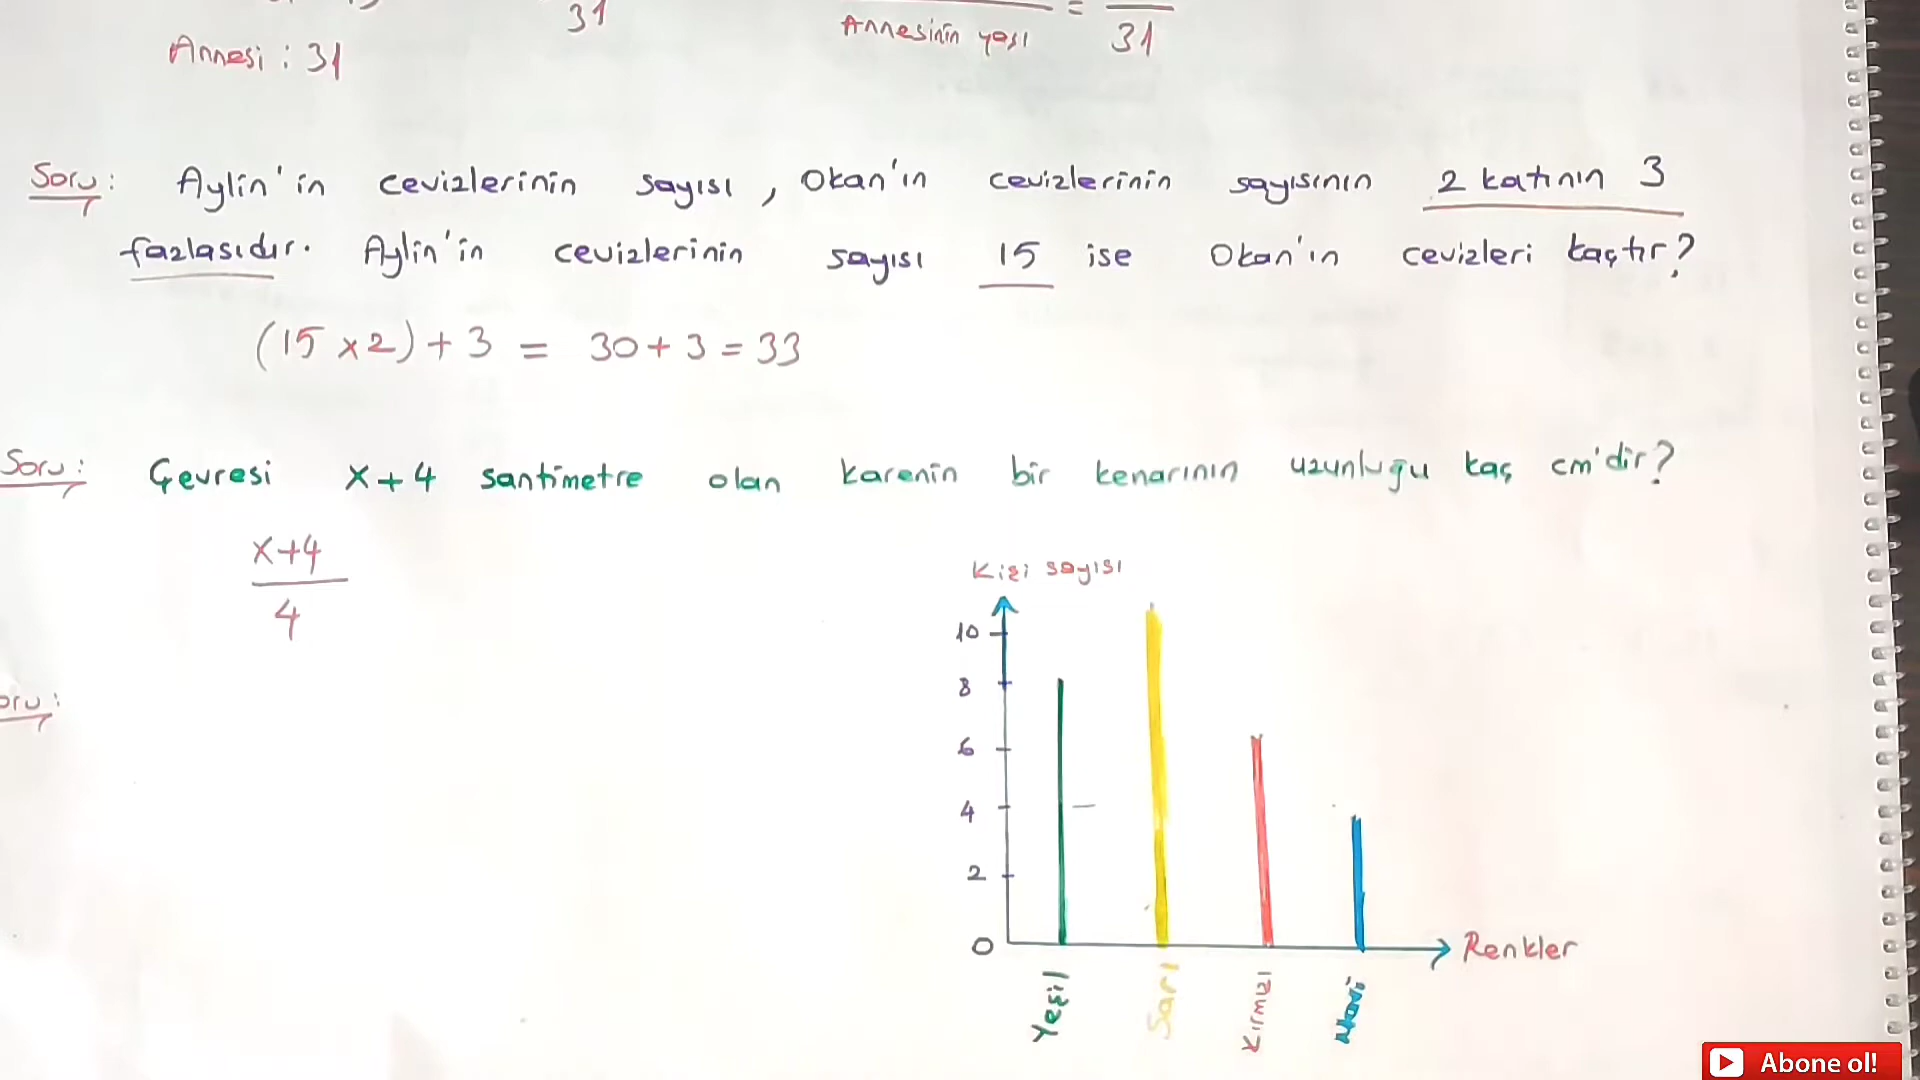 31
Annesinin yaşı = 31
Annesi : 31
Soru: Aylin'in cevizlerinin sayısı, Okan'ın cevizlerinin sayısının 2 katının 3
fazlasıdır. Aylin'in cevizlerinin sayısı 15 ise Okan'ın cevizleri kaçtır?
(15 x 2) + 3 = 30 + 3 = 33
Soru: Çevresi x+4 santimetre olan karenin bir kenarının uzunluğu kaç cm'dir?
x+4
4
Kişi sayısı
10
8
oru:
6
4
2
0
Renkler
Yeşil
Sarı
Kırmızı
Mavi
Abone ol!